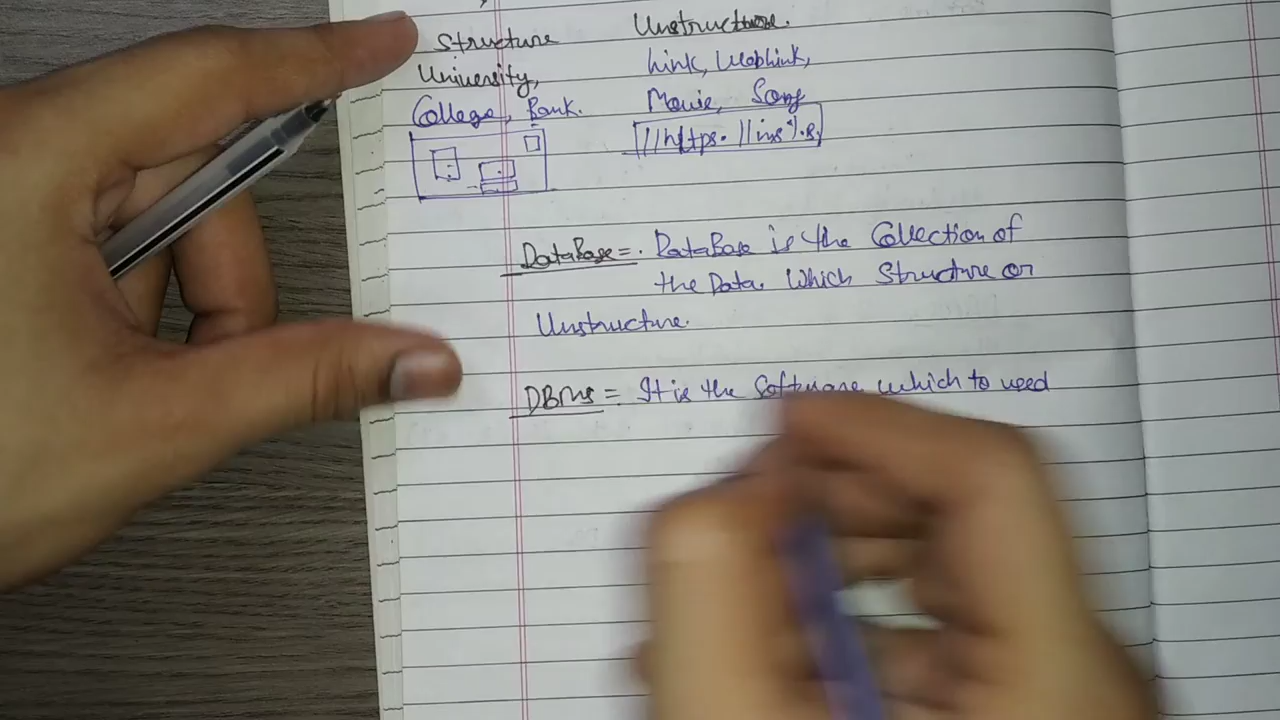 Structure
University,
College, Bank.
Unstructure.
Link, Weblink,
Movie, Song
DataBase = . DataBase is the Collection of
the Data. Which Structure or
Unstructure.
DBMS = It is the Software which to used